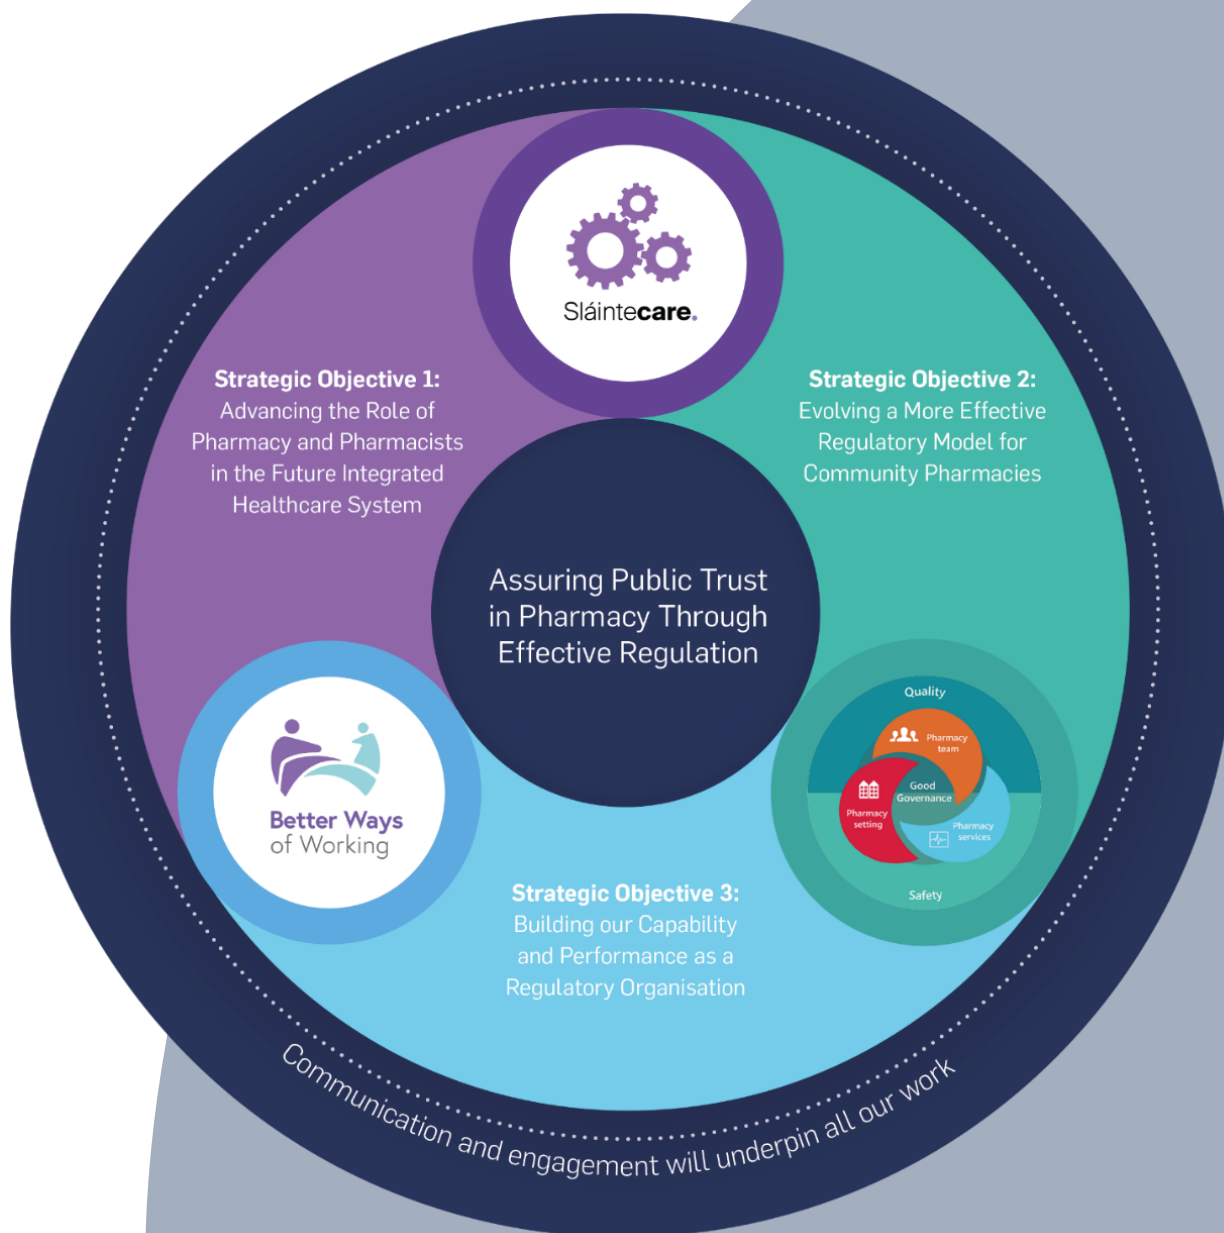 Sláintecare.
Strategic Objective 1:
Advancing the Role of
Pharmacy and Pharmacists
in the Future Integrated
Healthcare System
Strategic Objective 2:
Evolving a More Effective
Regulatory Model for
Community Pharmacies
Assuring Public Trust
in Pharmacy Through
Effective Regulation
Better Ways
of Working
Quality
Pharmacy
team
Good
Governance
Pharmacy
setting
Pharmacy
services
Safety
Strategic Objective 3:
Building our Capability
and Performance as a
Regulatory Organisation
Communication and engagement will underpin all our work